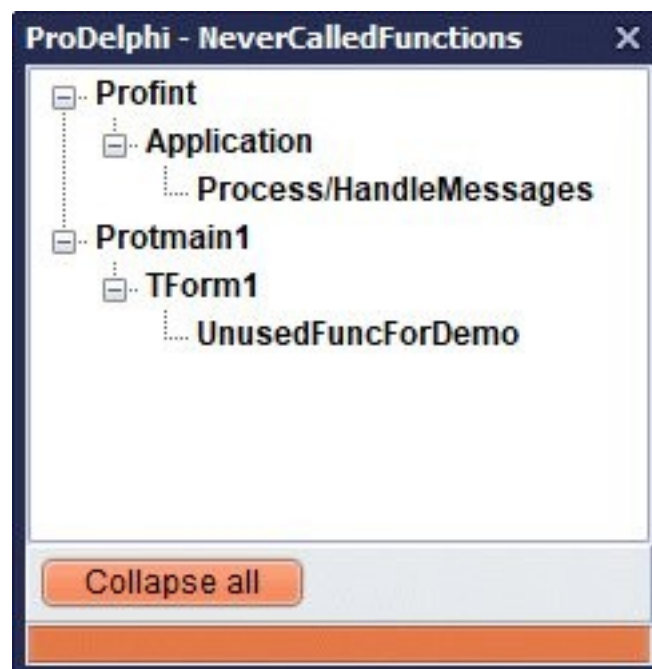 ProDelphi - NeverCalledFunctions
Profint
Application
Process/HandleMessages
Protmain1
TForm1
UnusedFuncForDemo
Collapse all